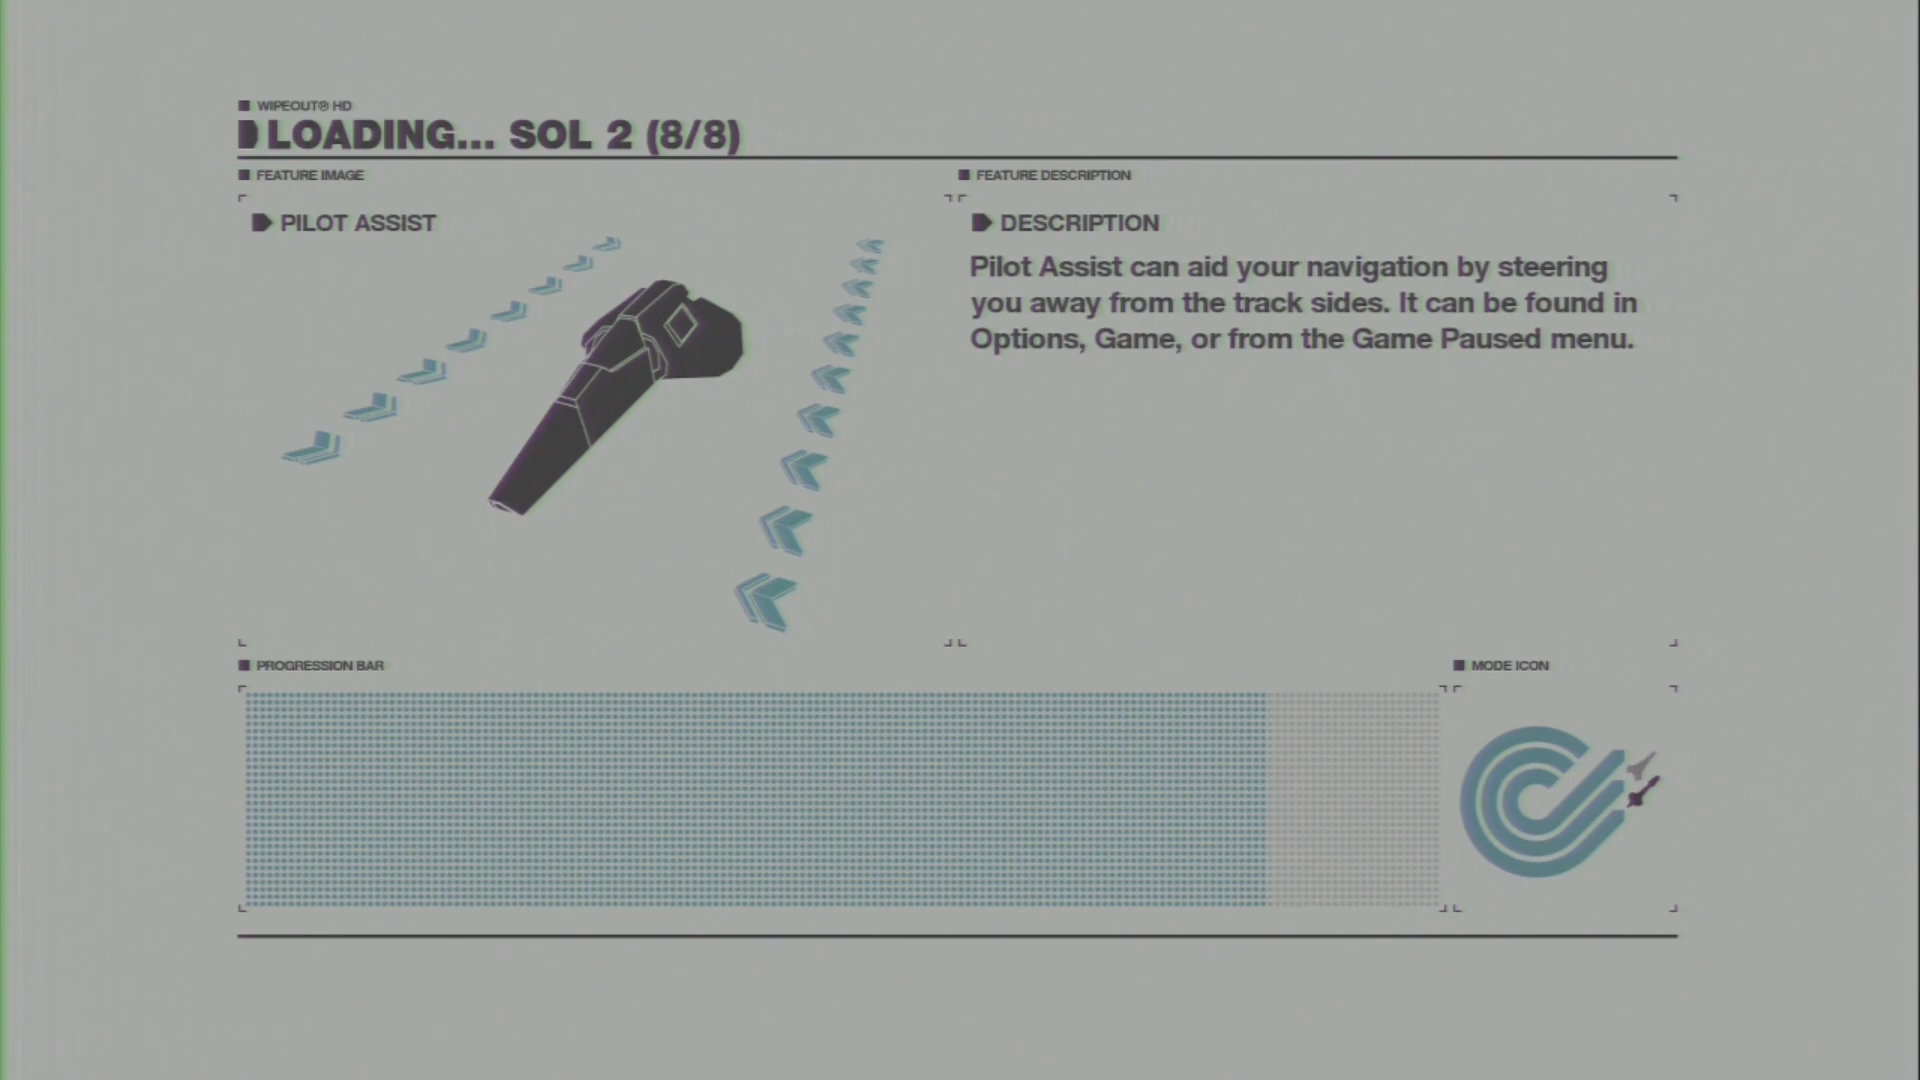 WIPEOUT® HD
LOADING... SOL 2 (8/8)
FEATURE IMAGE
PILOT ASSIST
FEATURE DESCRIPTION
DESCRIPTION
Pilot Assist can aid your navigation by steering
you away from the track sides. It can be found in
Options, Game, or from the Game Paused menu.
PROGRESSION BAR
MODE ICON